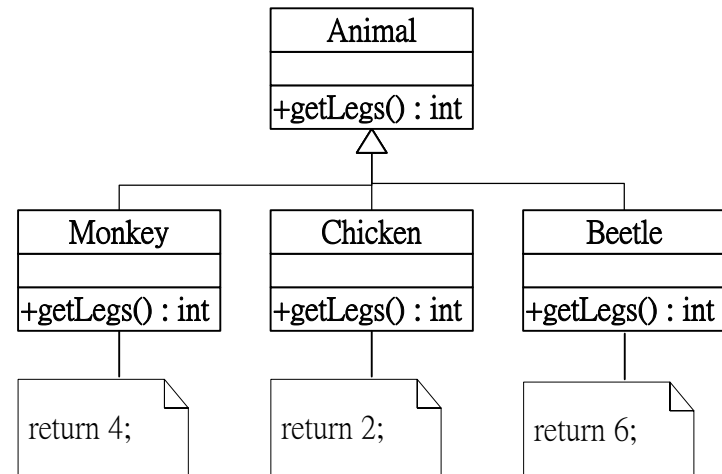 Animal
+getLegs() : int
Monkey
Chicken
Beetle
+getLegs() : int
+getLegs() : int
+getLegs() : int
return 4;
return 2;
return 6;